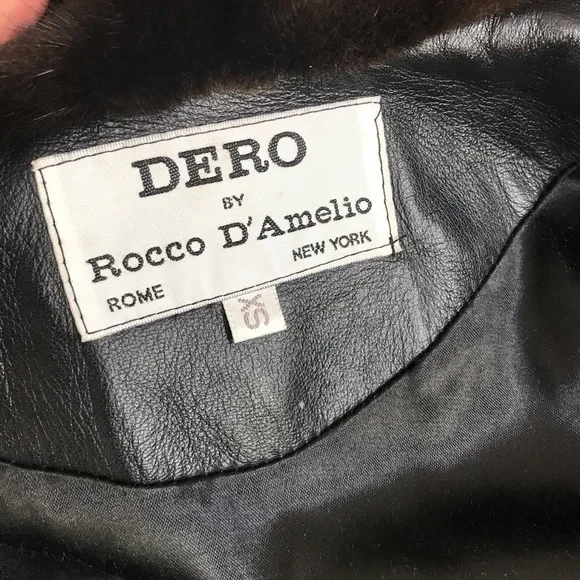 DERO
BY
Rocco D'Amelio
ROME NEW YORK
XS